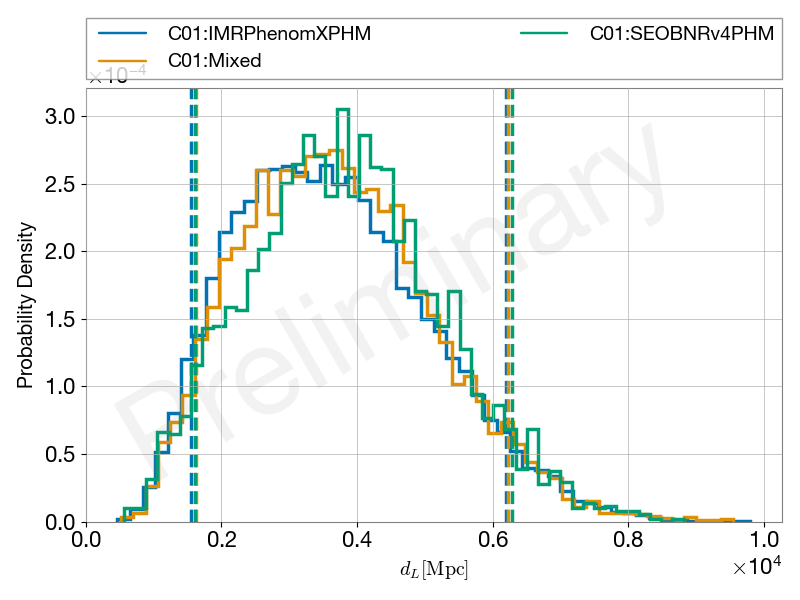 C01:IMRPhenomXPHM
C01:Mixed
C01:SEOBNRv4PHM
×10⁻⁴
3.0
2.5
2.0
1.5
1.0
0.5
0.0
Probability Density
Preliminary
0.0 0.2 0.4 0.6 0.8 1.0
×10⁴
d_L[Mpc]